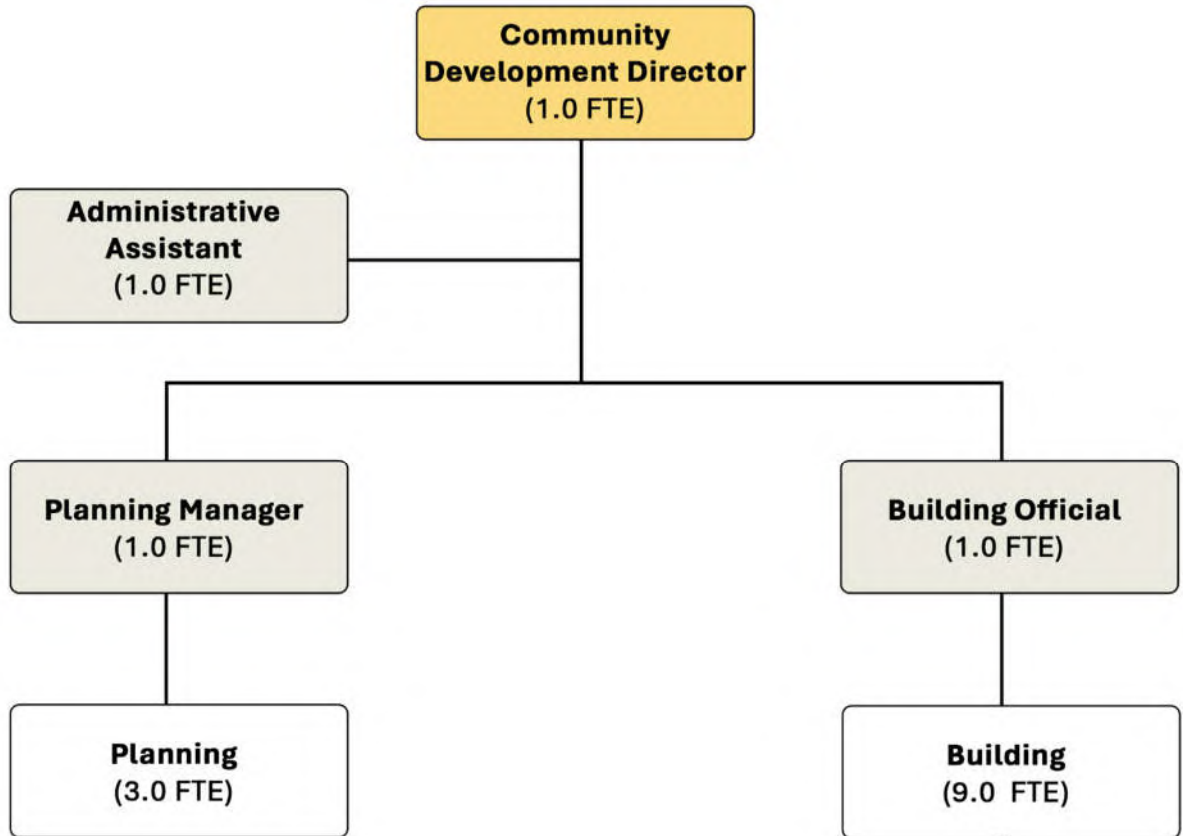 Community
Development Director
(1.0 FTE)
Administrative
Assistant
(1.0 FTE)
Planning Manager
(1.0 FTE)
Building Official
(1.0 FTE)
Planning
(3.0 FTE)
Building
(9.0 FTE)